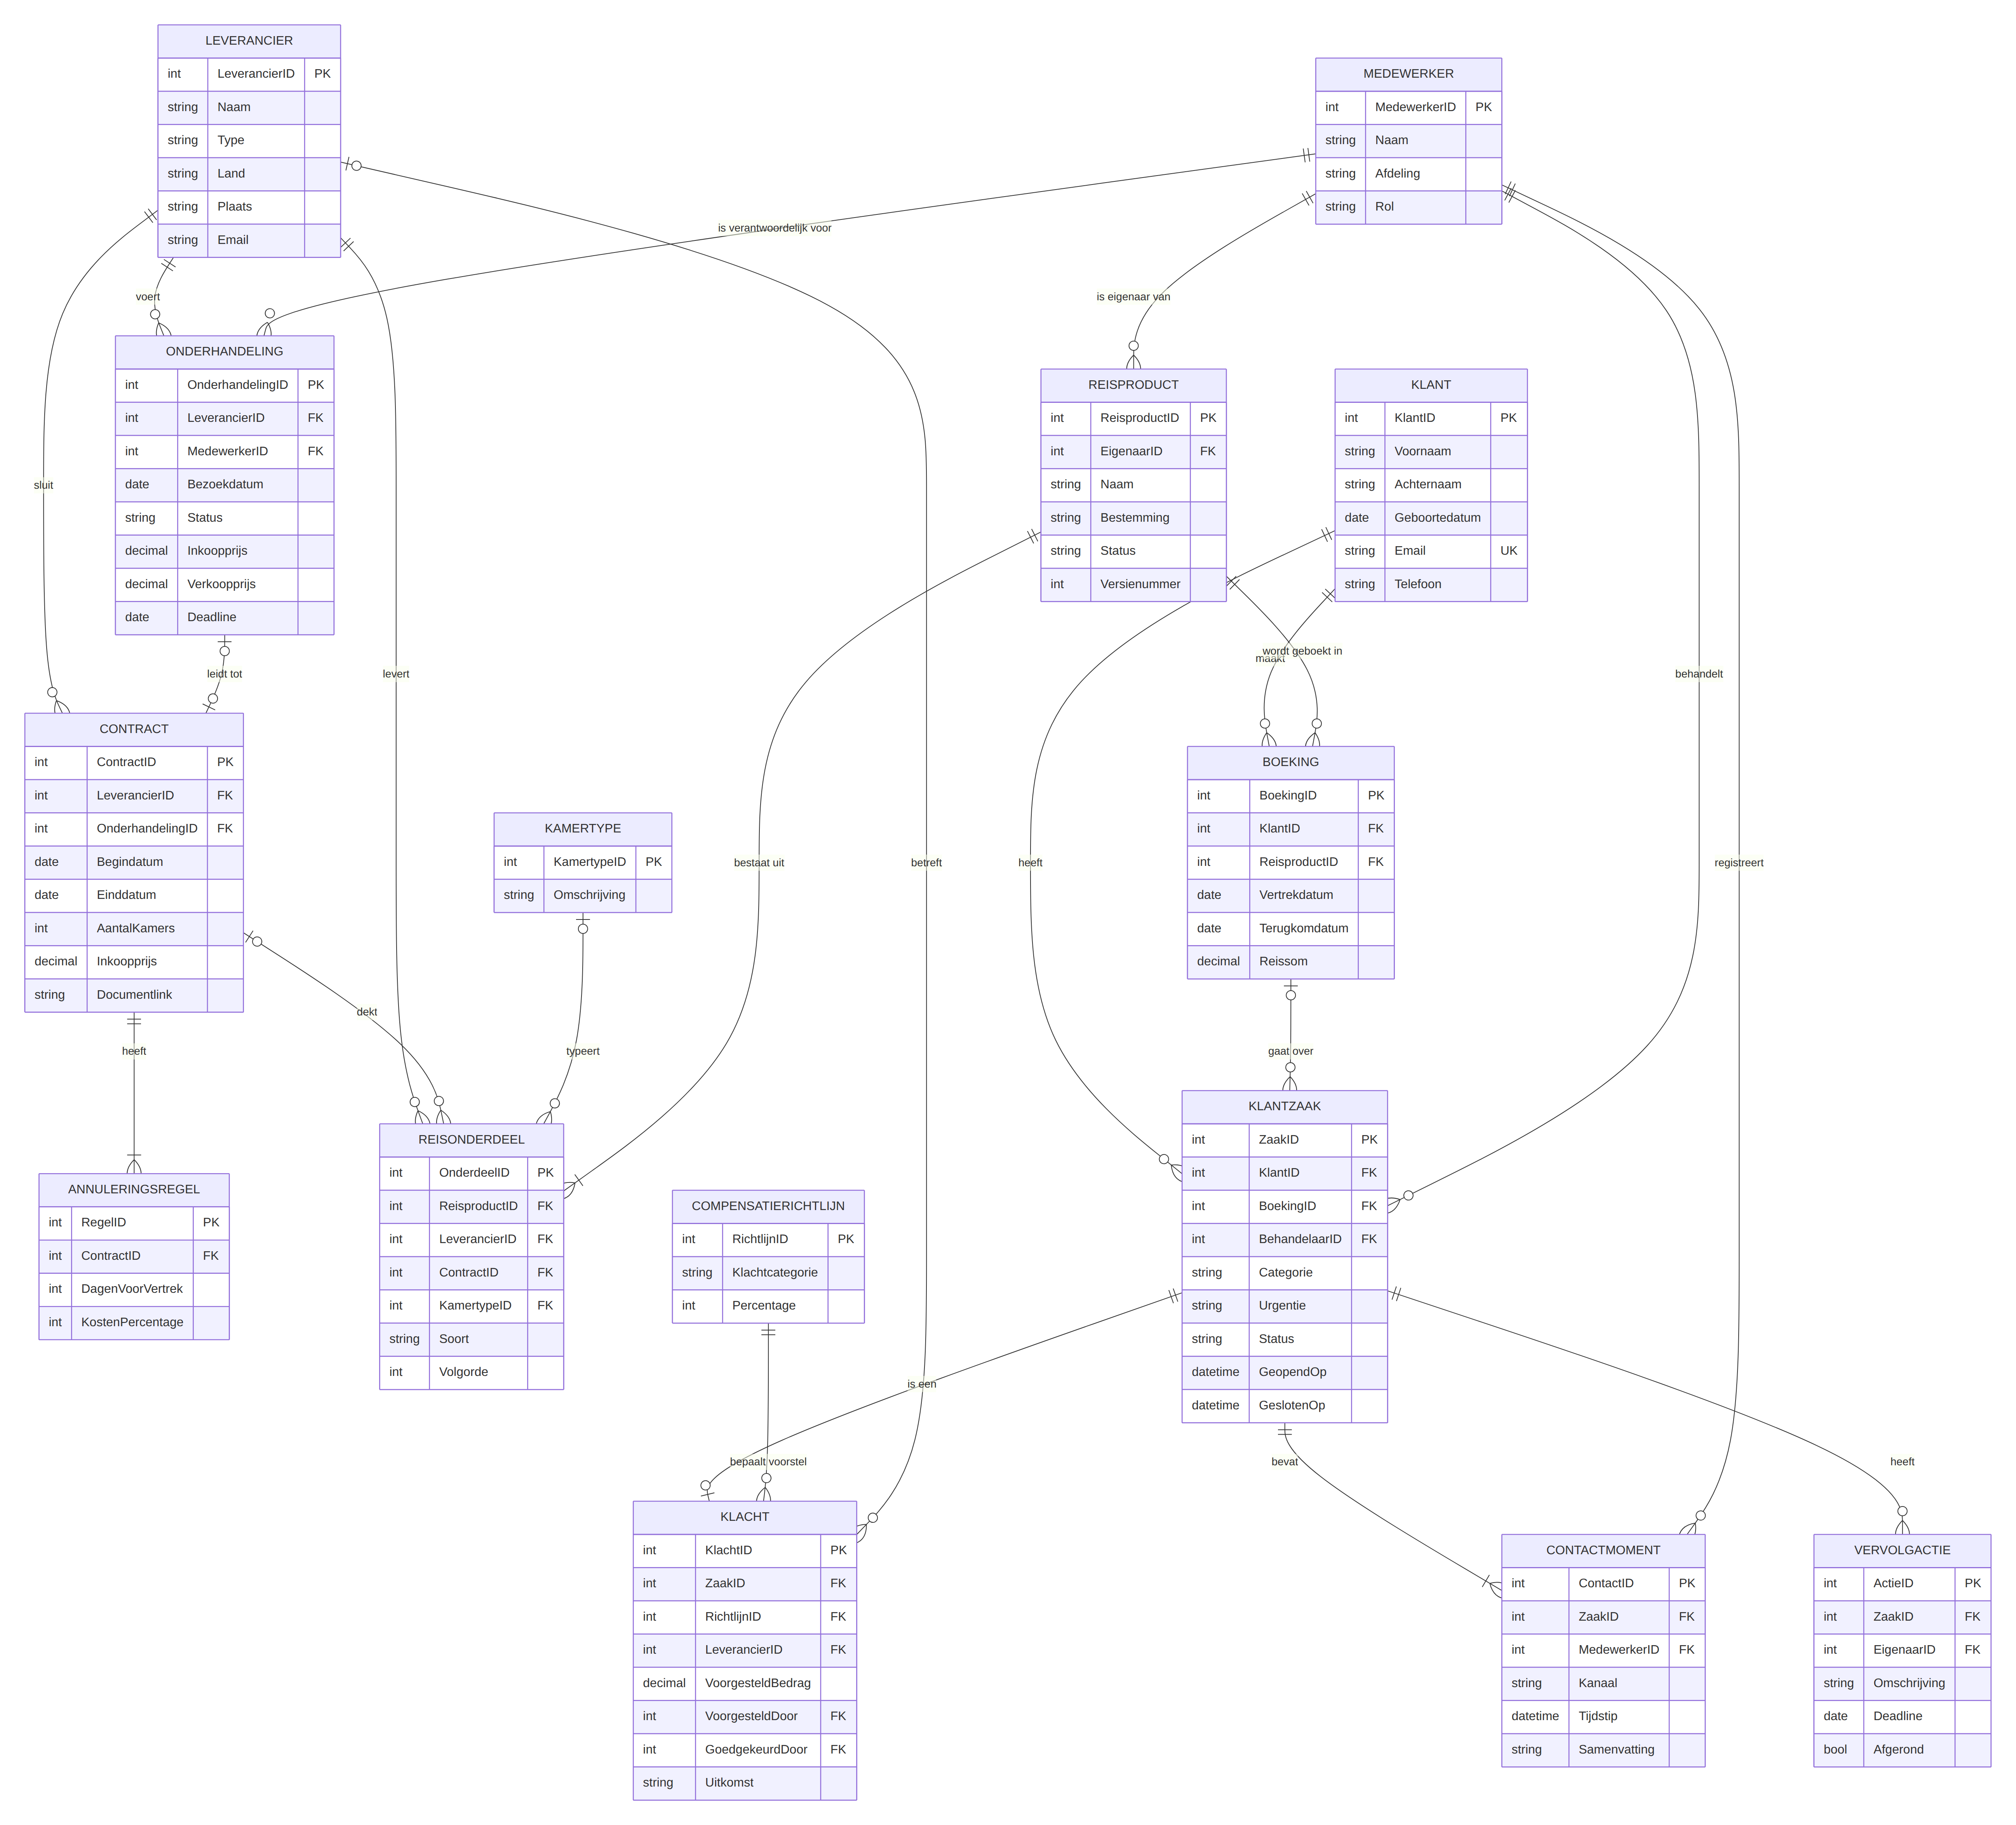 LEVERANCIER
int LeverancierID PK
string Naam
string Type
string Land
string Plaats
string Email
MEDEWERKER
int MedewerkerID PK
string Naam
string Afdeling
string Rol
is verantwoordelijk voor
voert
is eigenaar van
ONDERHANDELING
int OnderhandelingID PK
int LeverancierID FK
int MedewerkerID FK
date Bezoekdatum
string Status
decimal Inkoopprijs
decimal Verkoopprijs
date Deadline
REISPRODUCT
int ReisproductID PK
int EigenaarID FK
string Naam
string Bestemming
string Status
int Versienummer
KLANT
int KlantID PK
string Voornaam
string Achternaam
date Geboortedatum
string Email UK
string Telefoon
sluit
leidt tot
levert
maakt
wordt geboekt in
behandelt
CONTRACT
int ContractID PK
int LeverancierID FK
int OnderhandelingID FK
date Begindatum
date Einddatum
int AantalKamers
decimal Inkoopprijs
string Documentlink
KAMERTYPE
int KamertypeID PK
string Omschrijving
bestaat uit
betreft
heeft
BOEKING
int BoekingID PK
int KlantID FK
int ReisproductID FK
date Vertrekdatum
date Terugkomdatum
decimal Reissom
registreert
dekt
heeft
typeert
gaat over
ANNULERINGSREGEL
int RegelID PK
int ContractID FK
int DagenVoorVertrek
int KostenPercentage
REISONDERDEEL
int OnderdeelID PK
int ReisproductID FK
int LeverancierID FK
int ContractID FK
int KamertypeID FK
string Soort
int Volgorde
COMPENSATIERICHTLIJN
int RichtlijnID PK
string Klachtcategorie
int Percentage
KLANTZAAK
int ZaakID PK
int KlantID FK
int BoekingID FK
int BehandelaarID FK
string Categorie
string Urgentie
string Status
datetime GeopendOp
datetime GeslotenOp
is een
bepaalt voorstel
bevat
heeft
KLACHT
int KlachtID PK
int ZaakID FK
int RichtlijnID FK
int LeverancierID FK
decimal VoorgesteldBedrag
int VoorgesteldDoor FK
int GoedgekeurdDoor FK
string Uitkomst
CONTACTMOMENT
int ContactID PK
int ZaakID FK
int MedewerkerID FK
string Kanaal
datetime Tijdstip
string Samenvatting
VERVOLGACTIE
int ActieID PK
int ZaakID FK
int EigenaarID FK
string Omschrijving
date Deadline
bool Afgerond